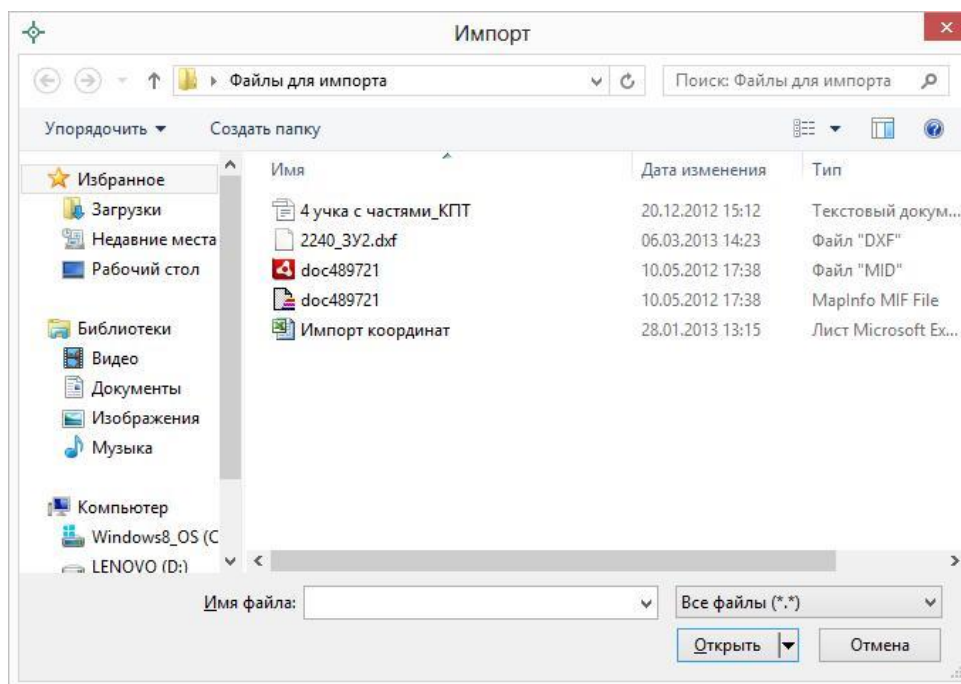 Импорт
Файлы для импорта
Поиск: Файлы для импорта
Упорядочить
Создать папку
Имя
Дата изменения
Тип
Избранное
Загрузки
Недавние места
Рабочий стол
Библиотеки
Видео
Документы
Изображения
Музыка
Компьютер
Windows8_OS (C
LENOVO (D:)
4 учка с частями_КПТ 20.12.2012 15:12 Текстовый докум...
2240_ЗУ2.dxf 06.03.2013 14:23 Файл "DXF"
doc489721 10.05.2012 17:38 Файл "MID"
doc489721 10.05.2012 17:38 MapInfo MIF File
Импорт координат 28.01.2013 13:15 Лист Microsoft Ex...
Имя файла:
Все файлы (*.*)
Открыть
Отмена